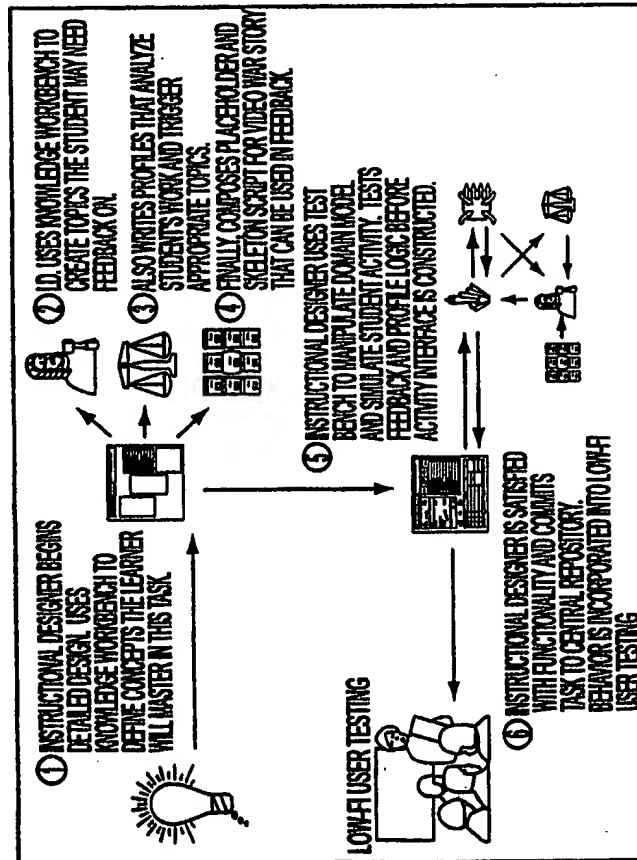 ① INSTRUCTIONAL DESIGNER BEGINS
DETAILED DESIGN. USES
KNOWLEDGE WORKBENCH TO
DEFINE CONCEPTS THE LEARNER
WILL MASTER IN THIS TASK.
② I.D. USES KNOWLEDGE WORKBENCH TO
CREATE TOPICS THE STUDENT MAY NEED
FEEDBACK ON.
③ ALSO WRITES PROFILES THAT ANALYZE
STUDENT'S WORK AND TRIGGER
APPROPRIATE TOPICS.
④ FINALLY, COMPOSES PLACEHOLDER AND
SKELETON SCRIPT FOR VIDEO WAR STORY
THAT CAN BE USED IN FEEDBACK.
⑤ INSTRUCTIONAL DESIGNER USES TEST
BENCH TO MANIPULATE DOMAIN MODEL
AND SIMULATE STUDENT ACTIVITY. TESTS
FEEDBACK AND PROFILE LOGIC BEFORE
ACTIVITY INTERFACE IS CONSTRUCTED.
LOW-FI USER TESTING
⑥ INSTRUCTIONAL DESIGNER IS SATISFIED
WITH FUNCTIONALITY AND COMMITS
TASK TO CENTRAL REPOSITORY.
BEHAVIOR IS INCORPORATED INTO LOW-FI
USER TESTING